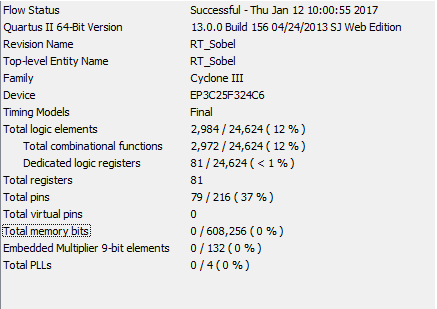 Flow Status Successful - Thu Jan 12 10:00:55 2017
Quartus II 64-Bit Version 13.0.0 Build 156 04/24/2013 SJ Web Edition
Revision Name RT_Sobel
Top-level Entity Name RT_Sobel
Family Cyclone III
Device EP3C25F324C6
Timing Models Final
Total logic elements 2,984 / 24,624 ( 12 % )
Total combinational functions 2,972 / 24,624 ( 12 % )
Dedicated logic registers 81 / 24,624 ( < 1 % )
Total registers 81
Total pins 79 / 216 ( 37 % )
Total virtual pins 0
Total memory bits 0 / 608,256 ( 0 % )
Embedded Multiplier 9-bit elements 0 / 132 ( 0 % )
Total PLLs 0 / 4 ( 0 % )